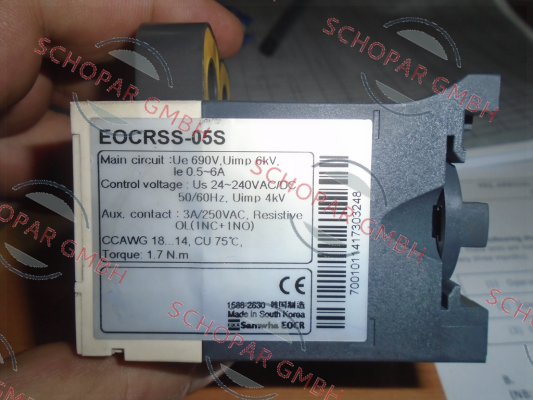 EOCRSS-05S
Main circuit : Ue 690V, Uimp 6kV,
Ie 0.5~6A
Control voltage : Us 24~240VAC/DC
50/60Hz, Uimp 4kV
Aux. contact : 3A/250VAC, Resistive
OL(1NC+1NO)
CCAWG 18...14, CU 75℃,
Torque: 1.7 N.m
CE
1588-2630 韩国制造
Made in South Korea
Samwha EOCR
7001011417303248
SCHOPAR GMBH
SCHOPAR GMBH
SCHOPAR GMBH
SCHOPAR GMBH
SCHOPAR GMBH